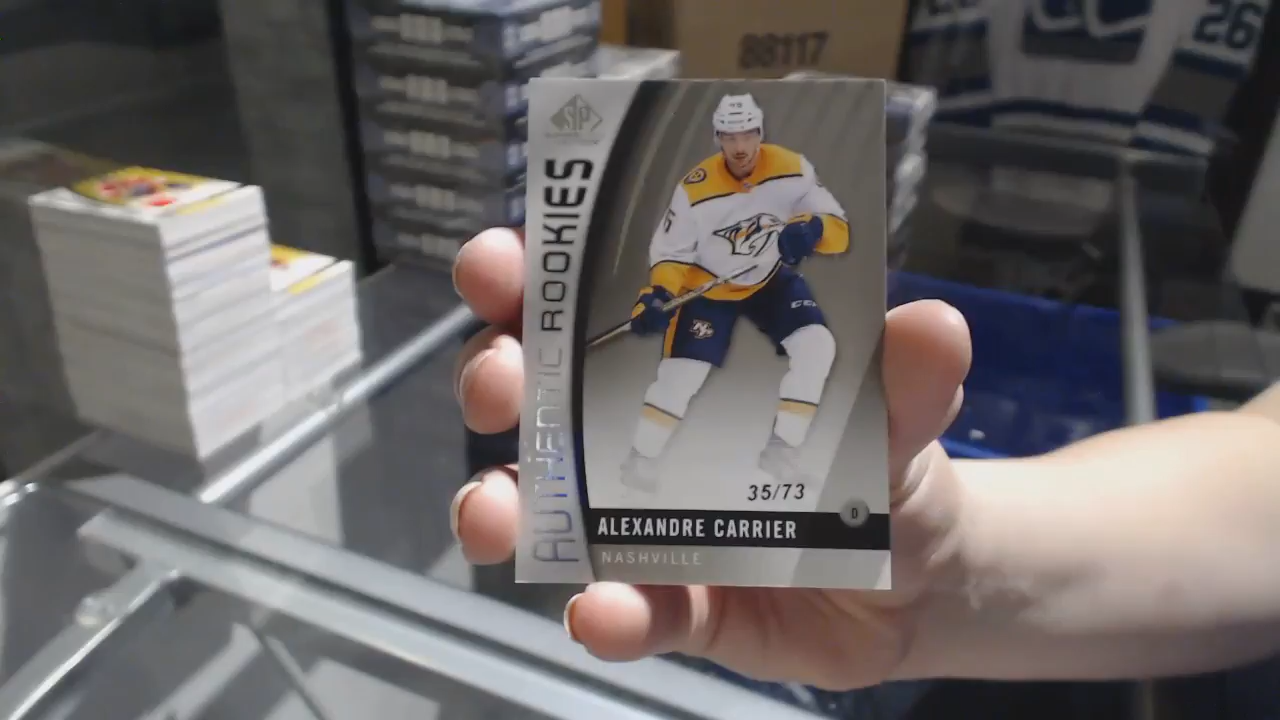 88117
26
SP
AUTHENTIC ROOKIES
35/73
D
ALEXANDRE CARRIER
NASHVILLE